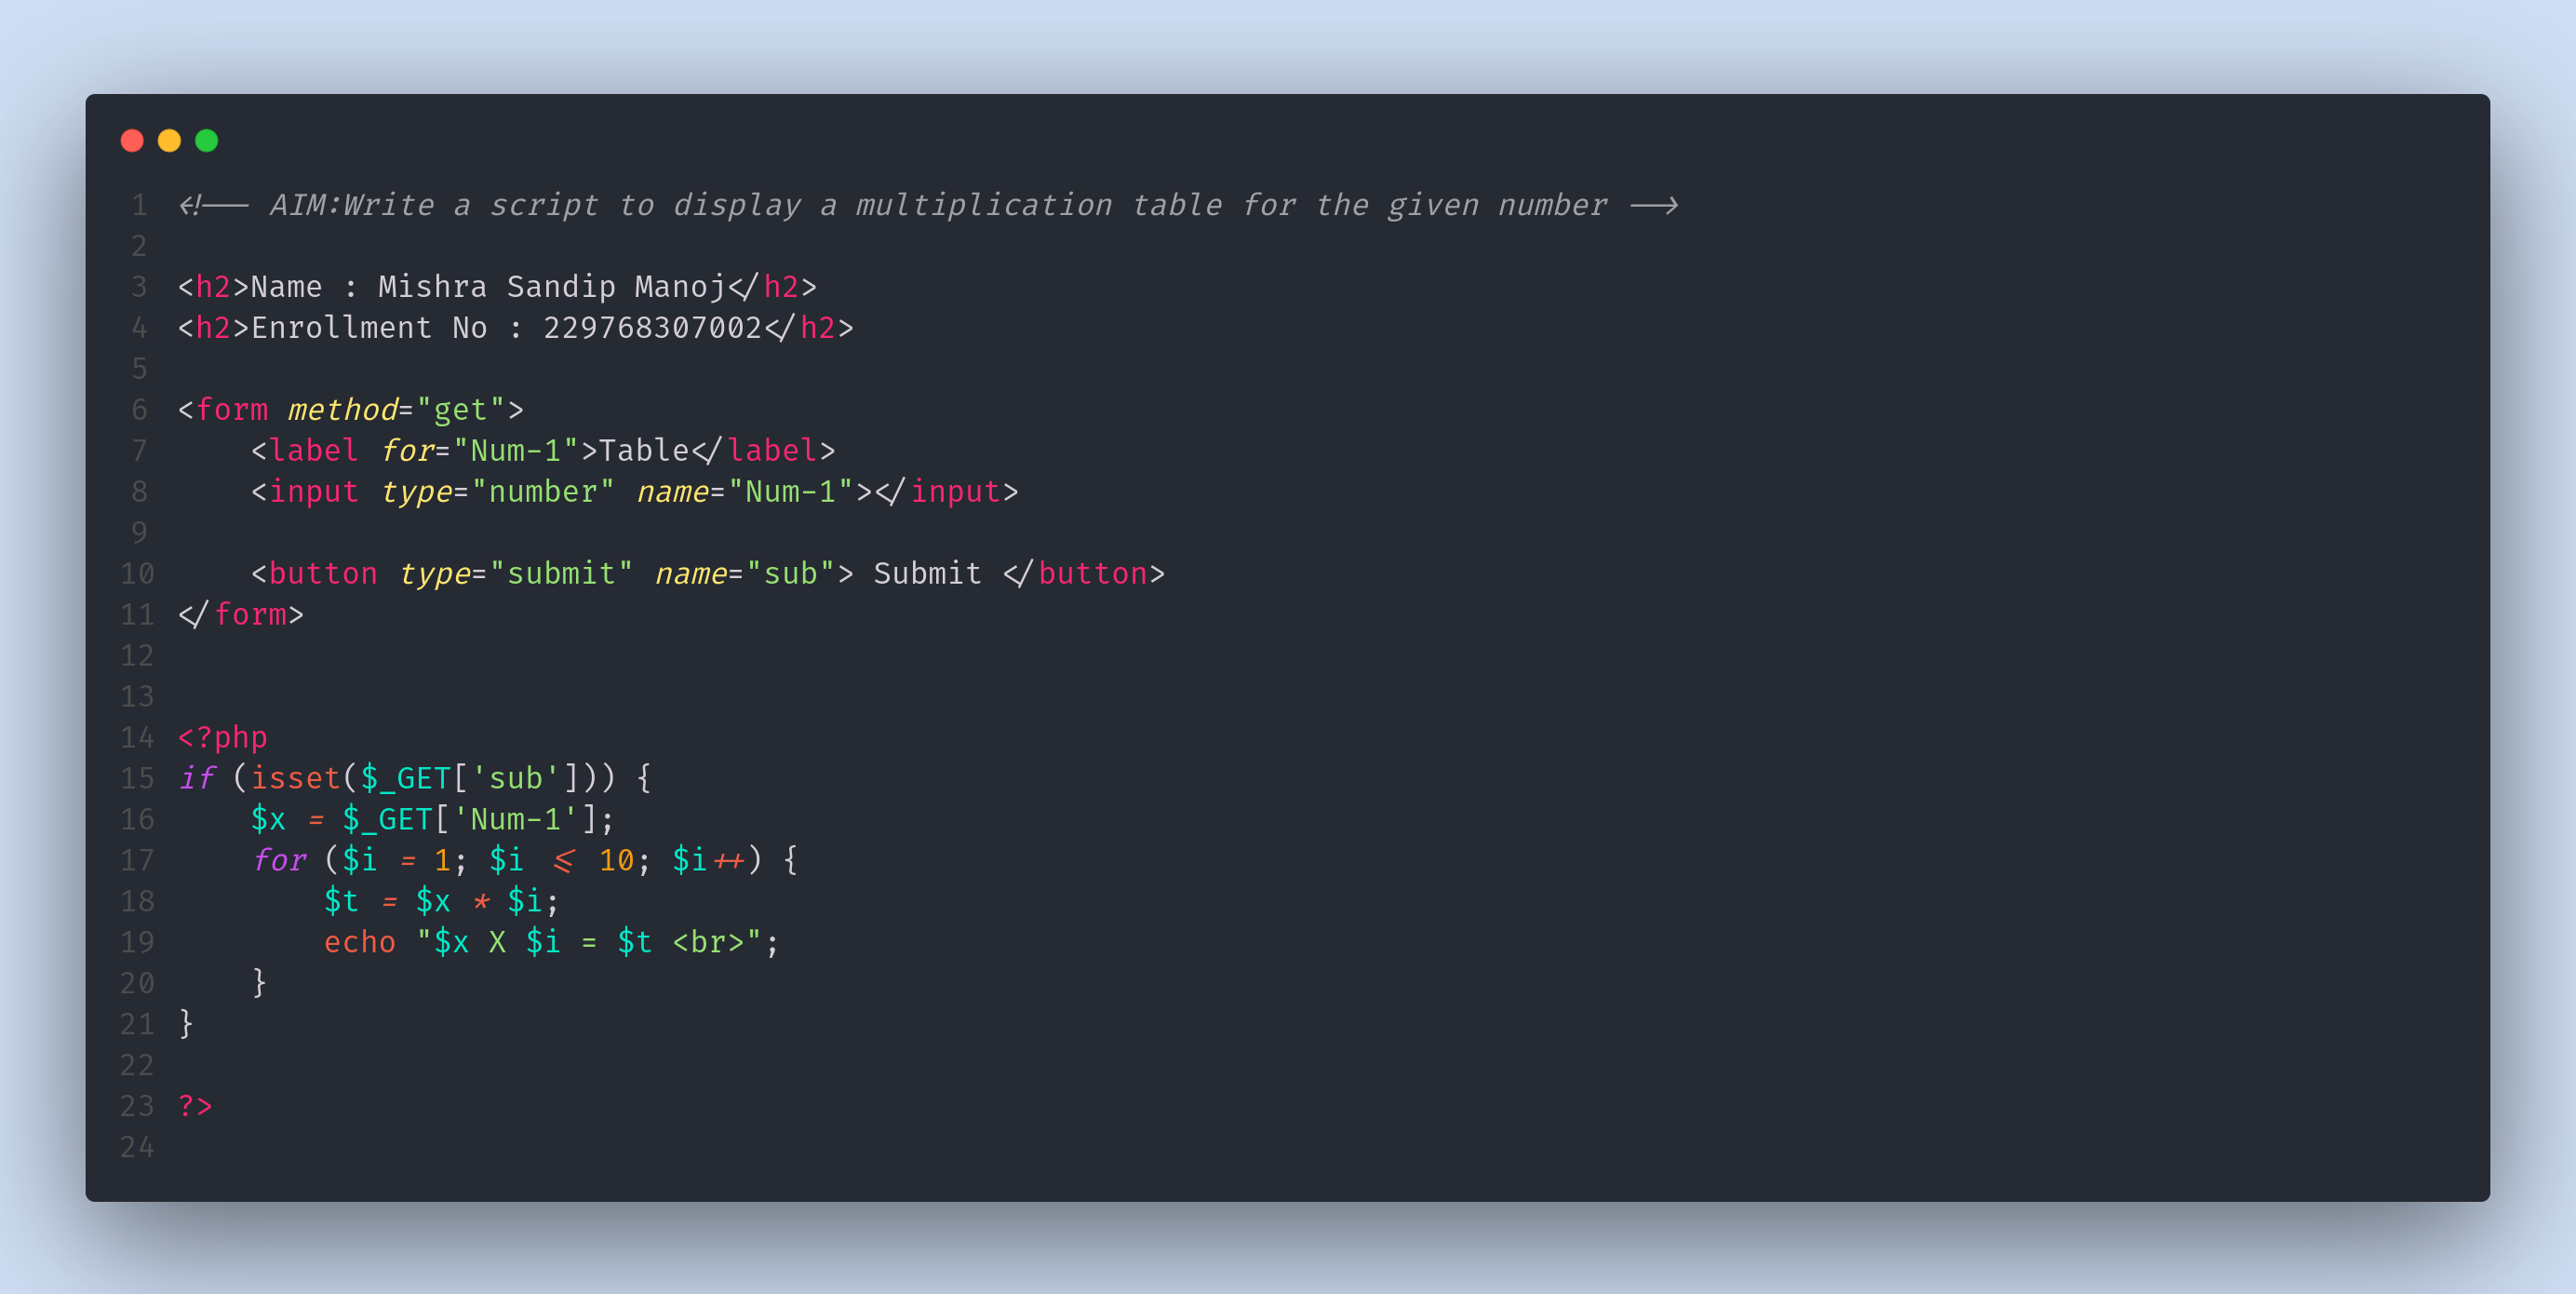 1 <!-- AIM:Write a script to display a multiplication table for the given number -->
2
3 <h2>Name : Mishra Sandip Manoj</h2>
4 <h2>Enrollment No : 229768307002</h2>
5
6 <form method="get">
7     <label for="Num-1">Table</label>
8     <input type="number" name="Num-1"></input>
9
10     <button type="submit" name="sub"> Submit </button>
11 </form>
12
13
14 <?php
15 if (isset($_GET['sub'])) {
16     $x = $_GET['Num-1'];
17     for ($i = 1; $i <= 10; $i++) {
18         $t = $x * $i;
19         echo "$x X $i = $t <br>";
20     }
21 }
22
23 ?>
24